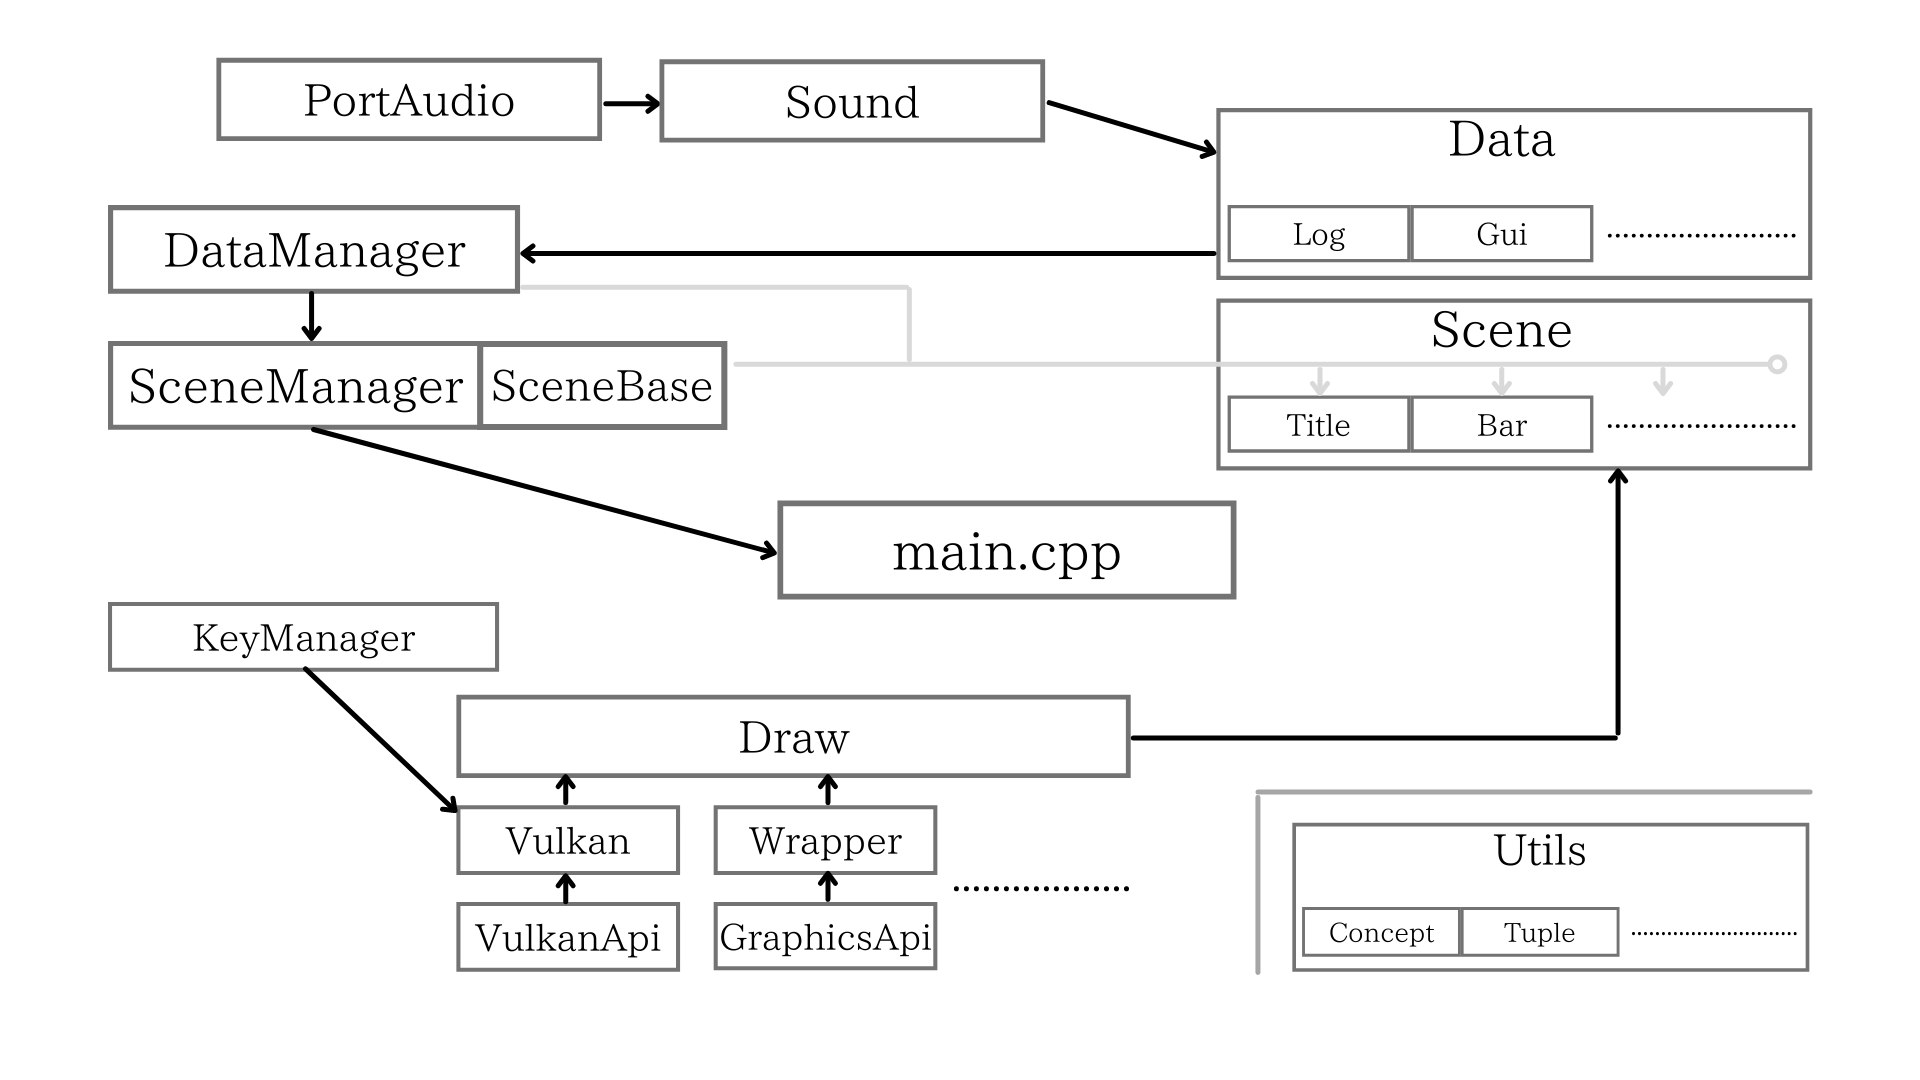 PortAudio
Sound
Data
Log
Gui
DataManager
Scene
SceneManager
SceneBase
Title
Bar
main.cpp
KeyManager
Draw
Vulkan
Wrapper
VulkanApi
GraphicsApi
Utils
Concept
Tuple